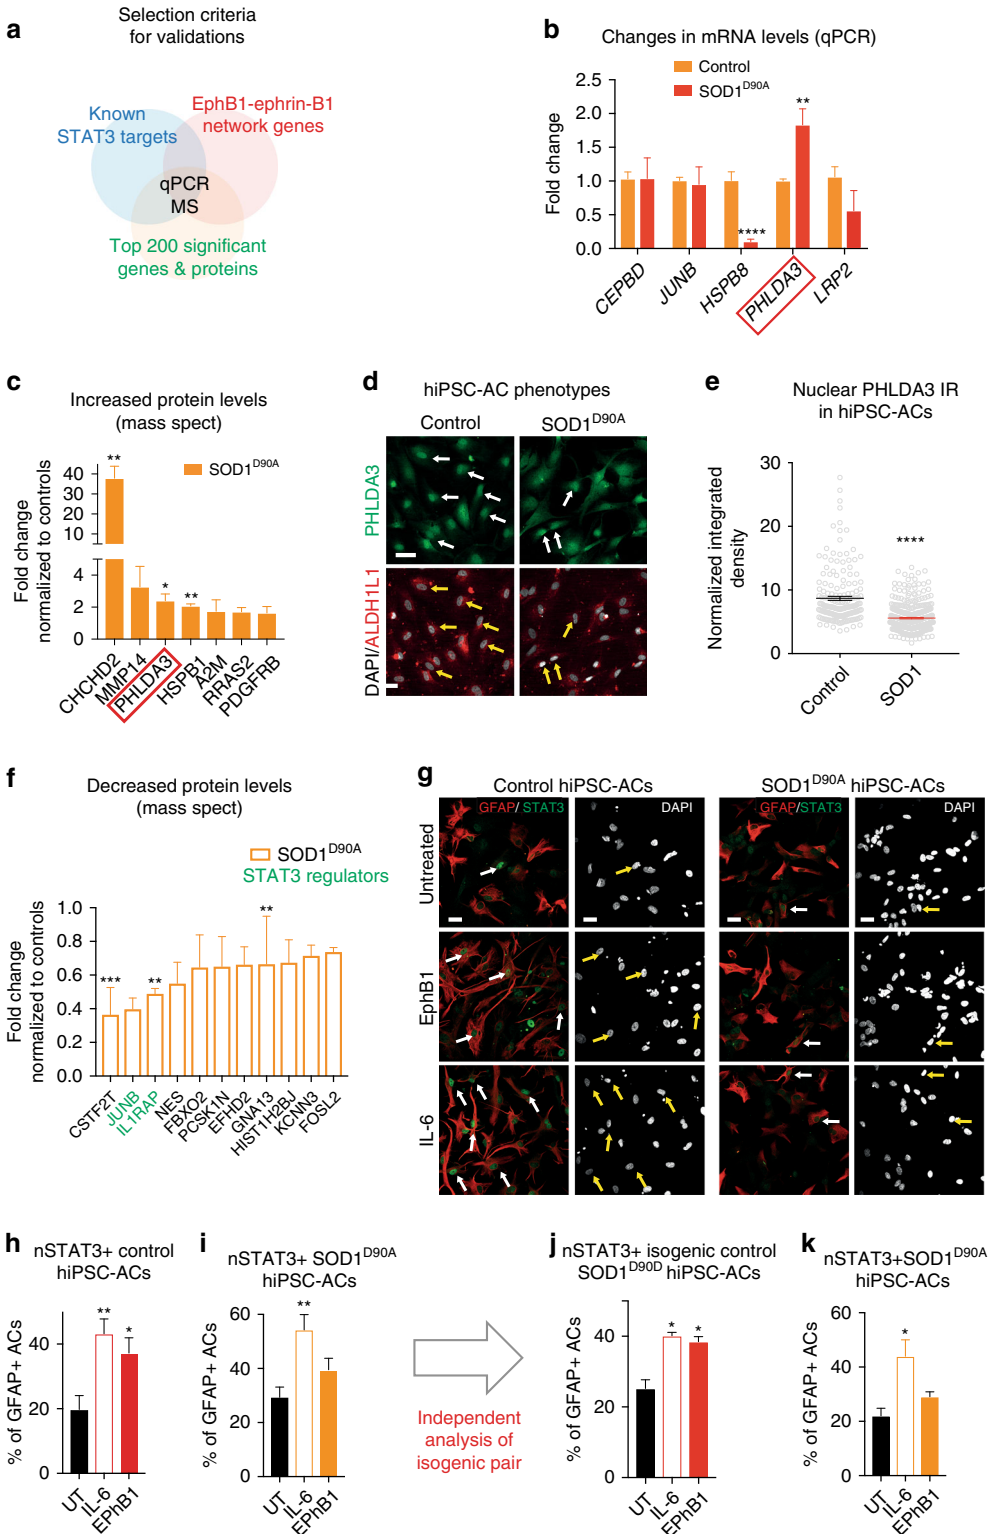 a
Selection criteria
for validations
Known
STAT3 targets
EphB1-ephrin-B1
network genes
qPCR
MS
Top 200 significant
genes & proteins
b
Changes in mRNA levels (qPCR)
Control
SOD1D90A
Fold change
2.5
2.0
1.5
1.0
0.5
0.0
**
****
CEPBD
JUNB
HSPB8
PHLDA3
LRP2
c
Increased protein levels
(mass spect)
SOD1D90A
Fold change
normalized to controls
40
30
20
10
4
2
0
**
*
**
CHCHD2
MMP14
PHLDA3
HSPB1
A2M
RRAS2
PDGFRB
d
hiPSC-AC phenotypes
Control
SOD1D90A
PHLDA3
DAPI/ALDH1L1
e
Nuclear PHLDA3 IR
in hiPSC-ACs
Normalized integrated
density
30
20
10
0
****
Control
SOD1
f
Decreased protein levels
(mass spect)
SOD1D90A
STAT3 regulators
Fold change
normalized to controls
1.0
0.8
0.6
0.4
0.2
0.0
***
**
**
CSTF2T
JUNB
IL1RAP
NES
FBXO2
PCSK1N
EFHD2
GNA13
HIST1H2BJ
KCNN3
FOSL2
g
Control hiPSC-ACs
SOD1D90A hiPSC-ACs
GFAP/ STAT3
DAPI
GFAP/STAT3
DAPI
Untreated
EphB1
IL-6
h
nSTAT3+ control
hiPSC-ACs
% of GFAP+ ACs
40
20
0
**
*
UT
IL-6
EPhB1
i
nSTAT3+ SOD1D90A
hiPSC-ACs
% of GFAP+ ACs
60
40
20
0
**
UT
IL-6
EPhB1
Independent
analysis of
isogenic pair
j
nSTAT3+ isogenic control
SOD1D90D hiPSC-ACs
% of GFAP+ ACs
40
20
0
*
*
UT
IL-6
EPhB1
k
nSTAT3+SOD1D90A
hiPSC-ACs
% of GFAP+ ACs
60
40
20
0
*
UT
IL-6
EPhB1